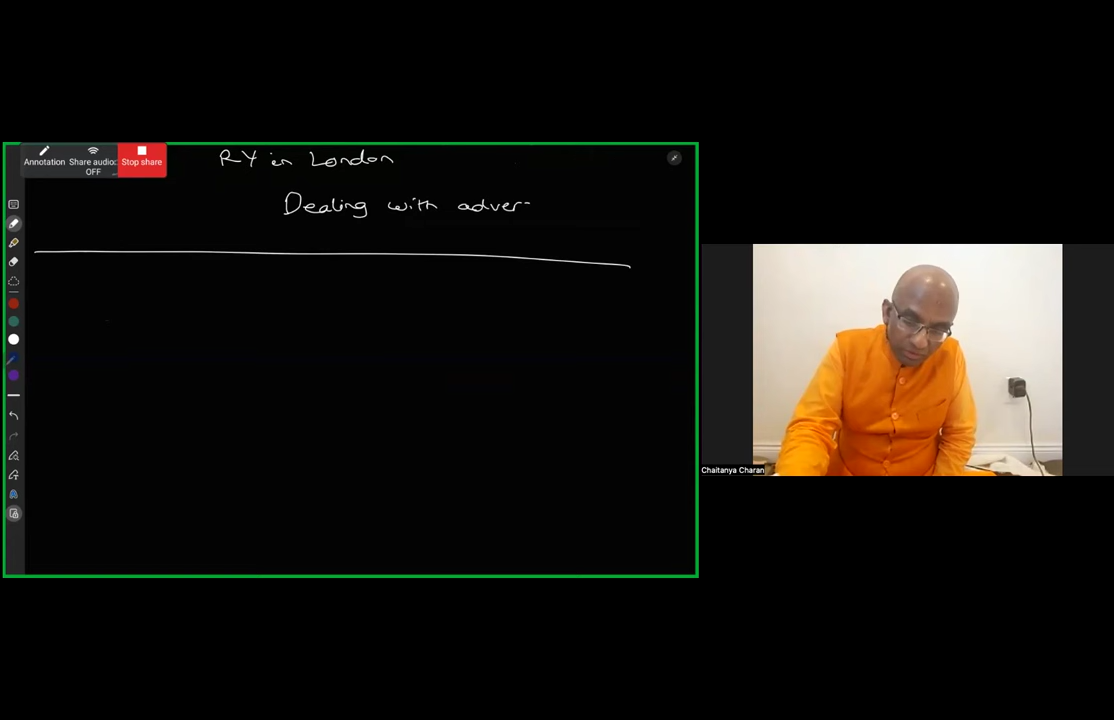 RY in London
Annotation Share audio: OFF Stop share
Dealing with adver-
Chaitanya Charan